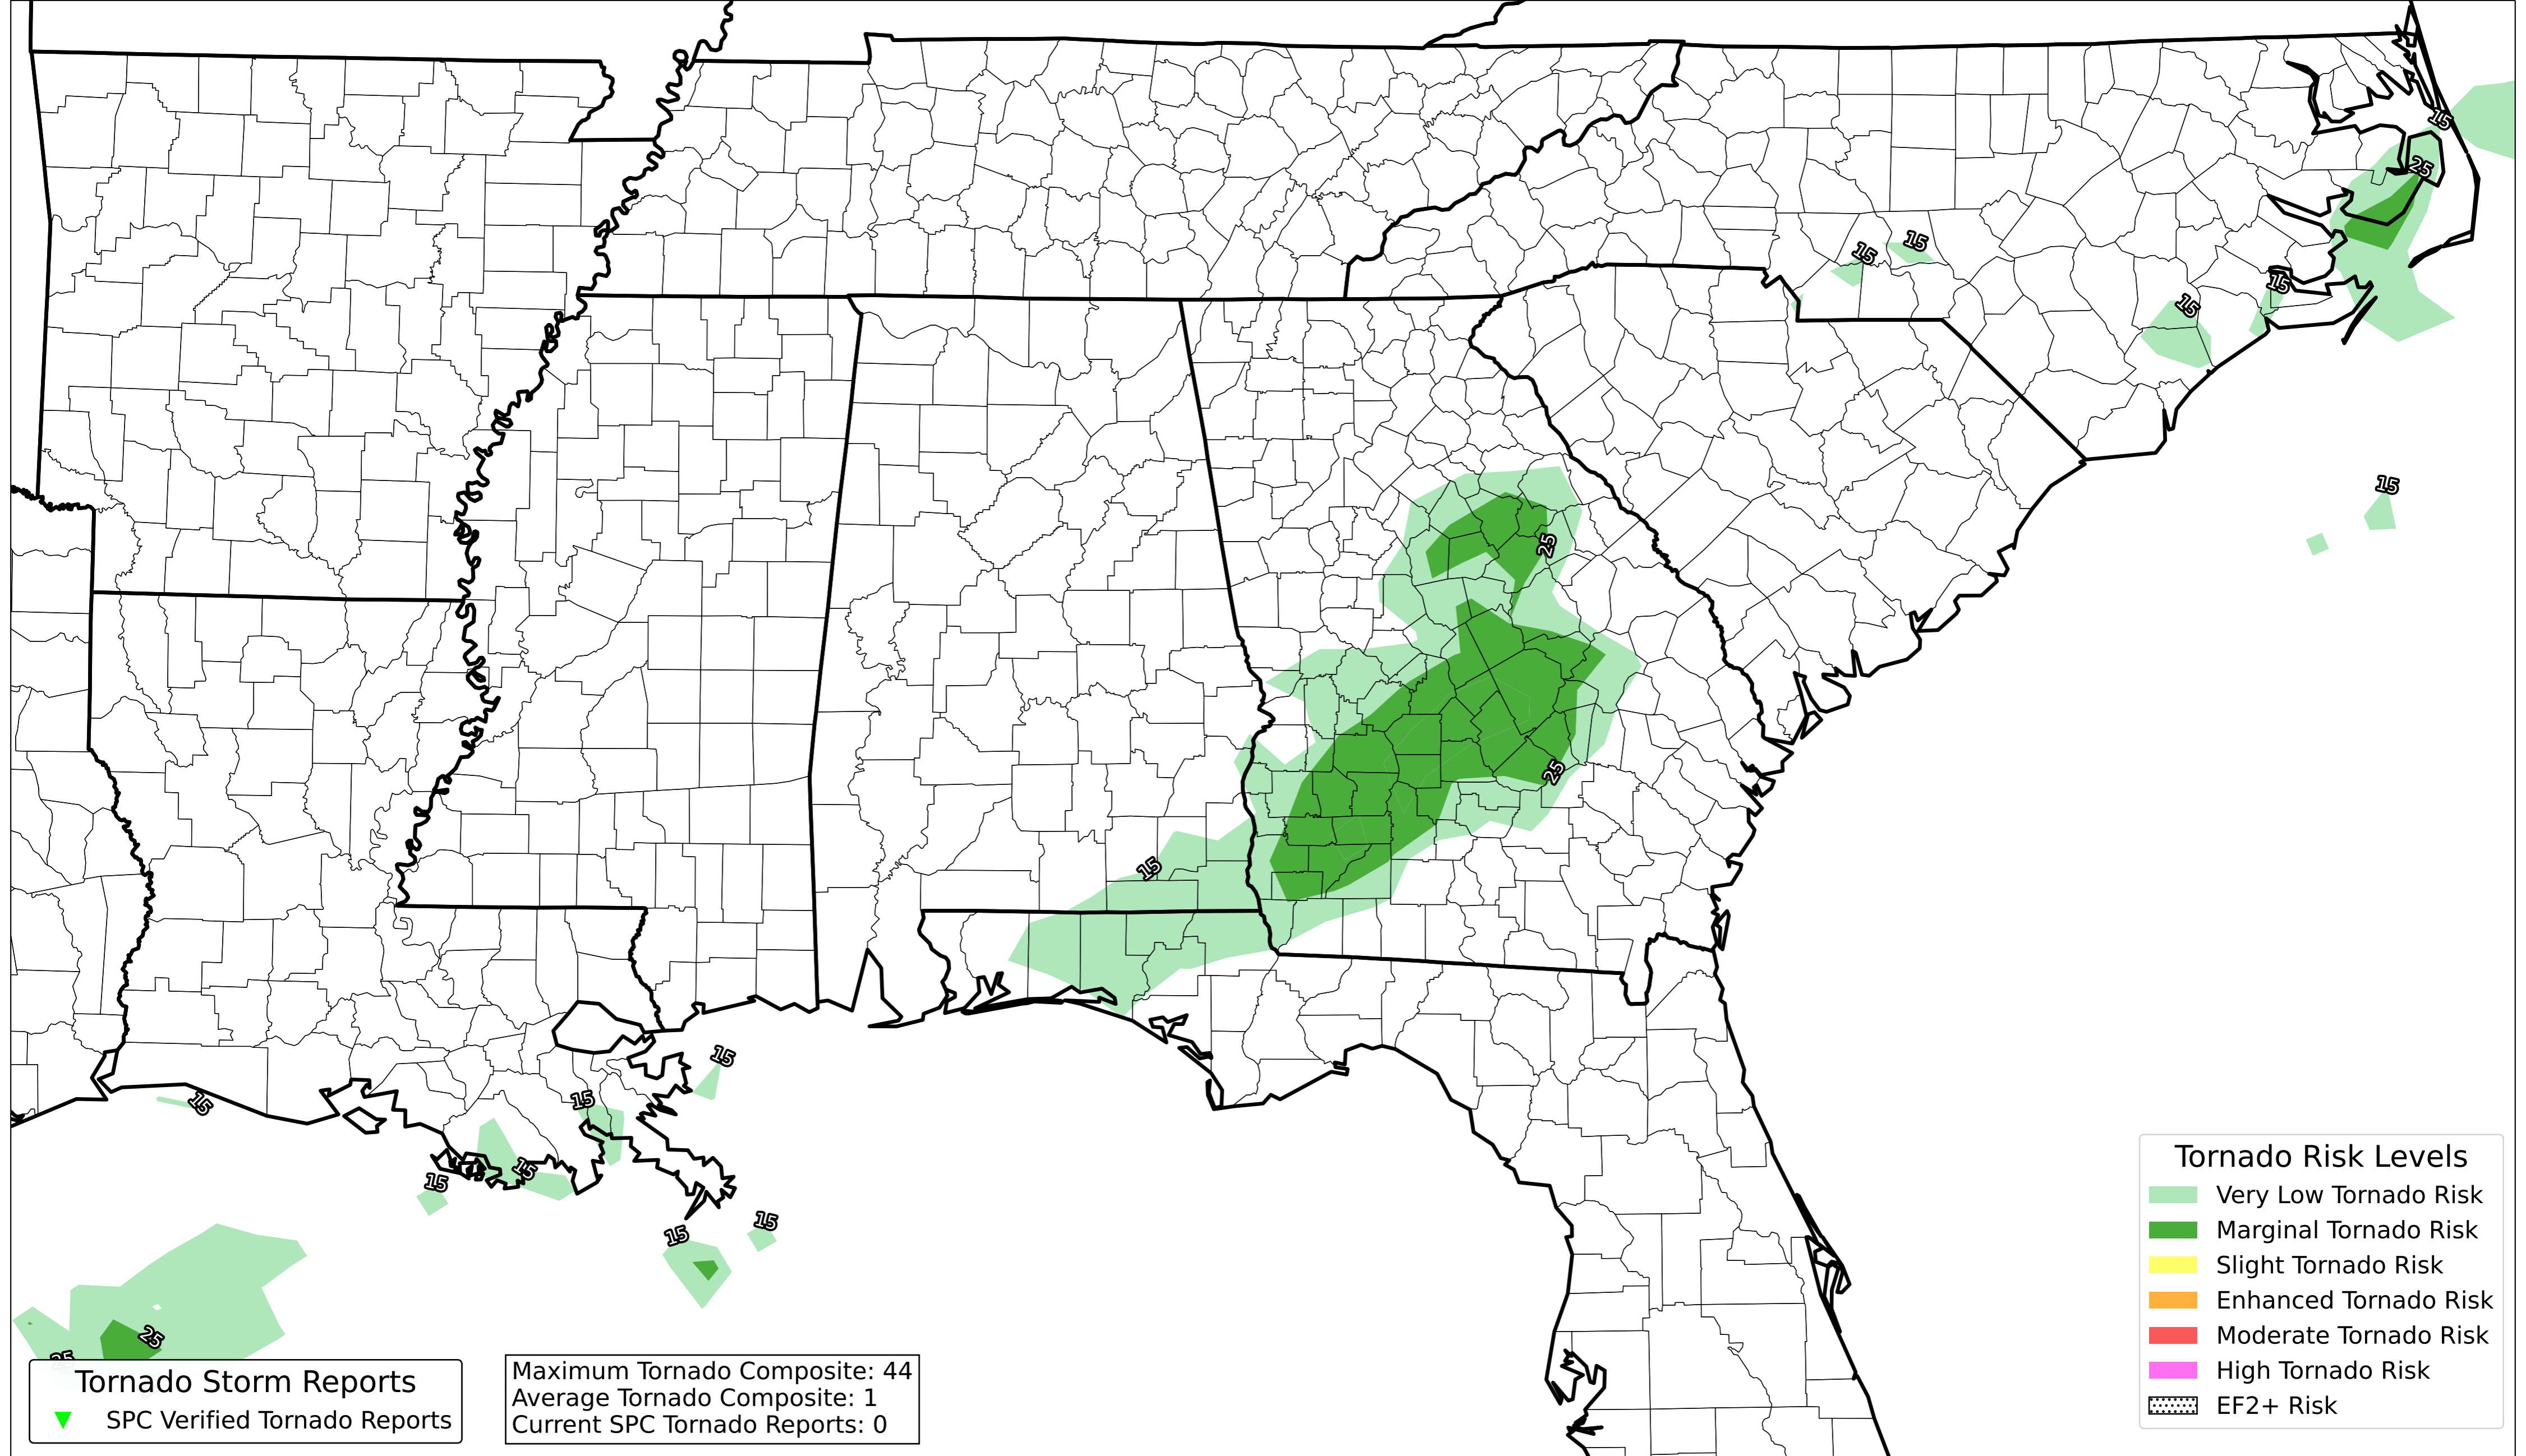 15
25
15
15
15
15
15
25
25
15
15
15
15
15
15
15
15
25
Tornado Storm Reports
SPC Verified Tornado Reports
Maximum Tornado Composite: 44
Average Tornado Composite: 1
Current SPC Tornado Reports: 0
Tornado Risk Levels
Very Low Tornado Risk
Marginal Tornado Risk
Slight Tornado Risk
Enhanced Tornado Risk
Moderate Tornado Risk
High Tornado Risk
EF2+ Risk